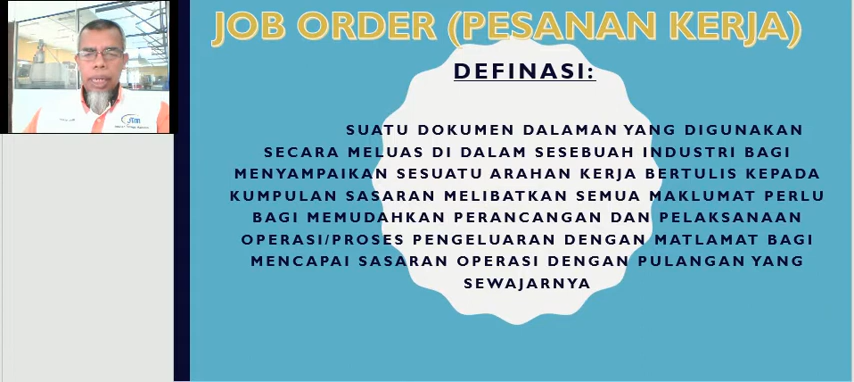 JOB ORDER (PESANAN KERJA)
DEFINASI:
SUATU DOKUMEN DALAMAN YANG DIGUNAKAN
SECARA MELUAS DI DALAM SESEBUAH INDUSTRI BAGI
MENYAMPAIKAN SESUATU ARAHAN KERJA BERTULIS KEPADA
KUMPULAN SASARAN MELIBATKAN SEMUA MAKLUMAT PERLU
BAGI MEMUDAHKAN PERANCANGAN DAN PELAKSANAAN
OPERASI/PROSES PENGELUARAN DENGAN MATLAMAT BAGI
MENCAPAI SASARAN OPERASI DENGAN PULANGAN YANG
SEWAJARNYA